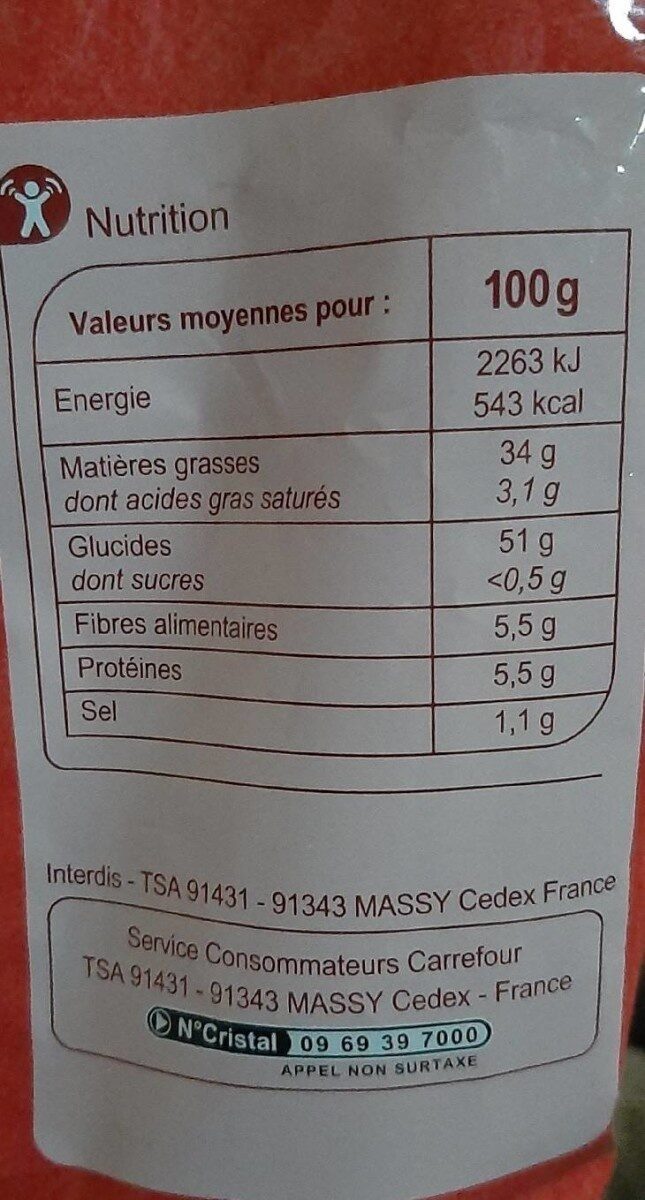 Nutrition
Valeurs moyennes pour : 100 g
Energie 2263 kJ
543 kcal
Matières grasses 34 g
dont acides gras saturés 3,1 g
Glucides 51 g
dont sucres <0,5 g
Fibres alimentaires 5,5 g
Protéines 5,5 g
Sel 1,1 g
Interdis - TSA 91431 - 91343 MASSY Cedex France
Service Consommateurs Carrefour
TSA 91431 - 91343 MASSY Cedex - France
N°Cristal 09 69 39 7000
APPEL NON SURTAXE